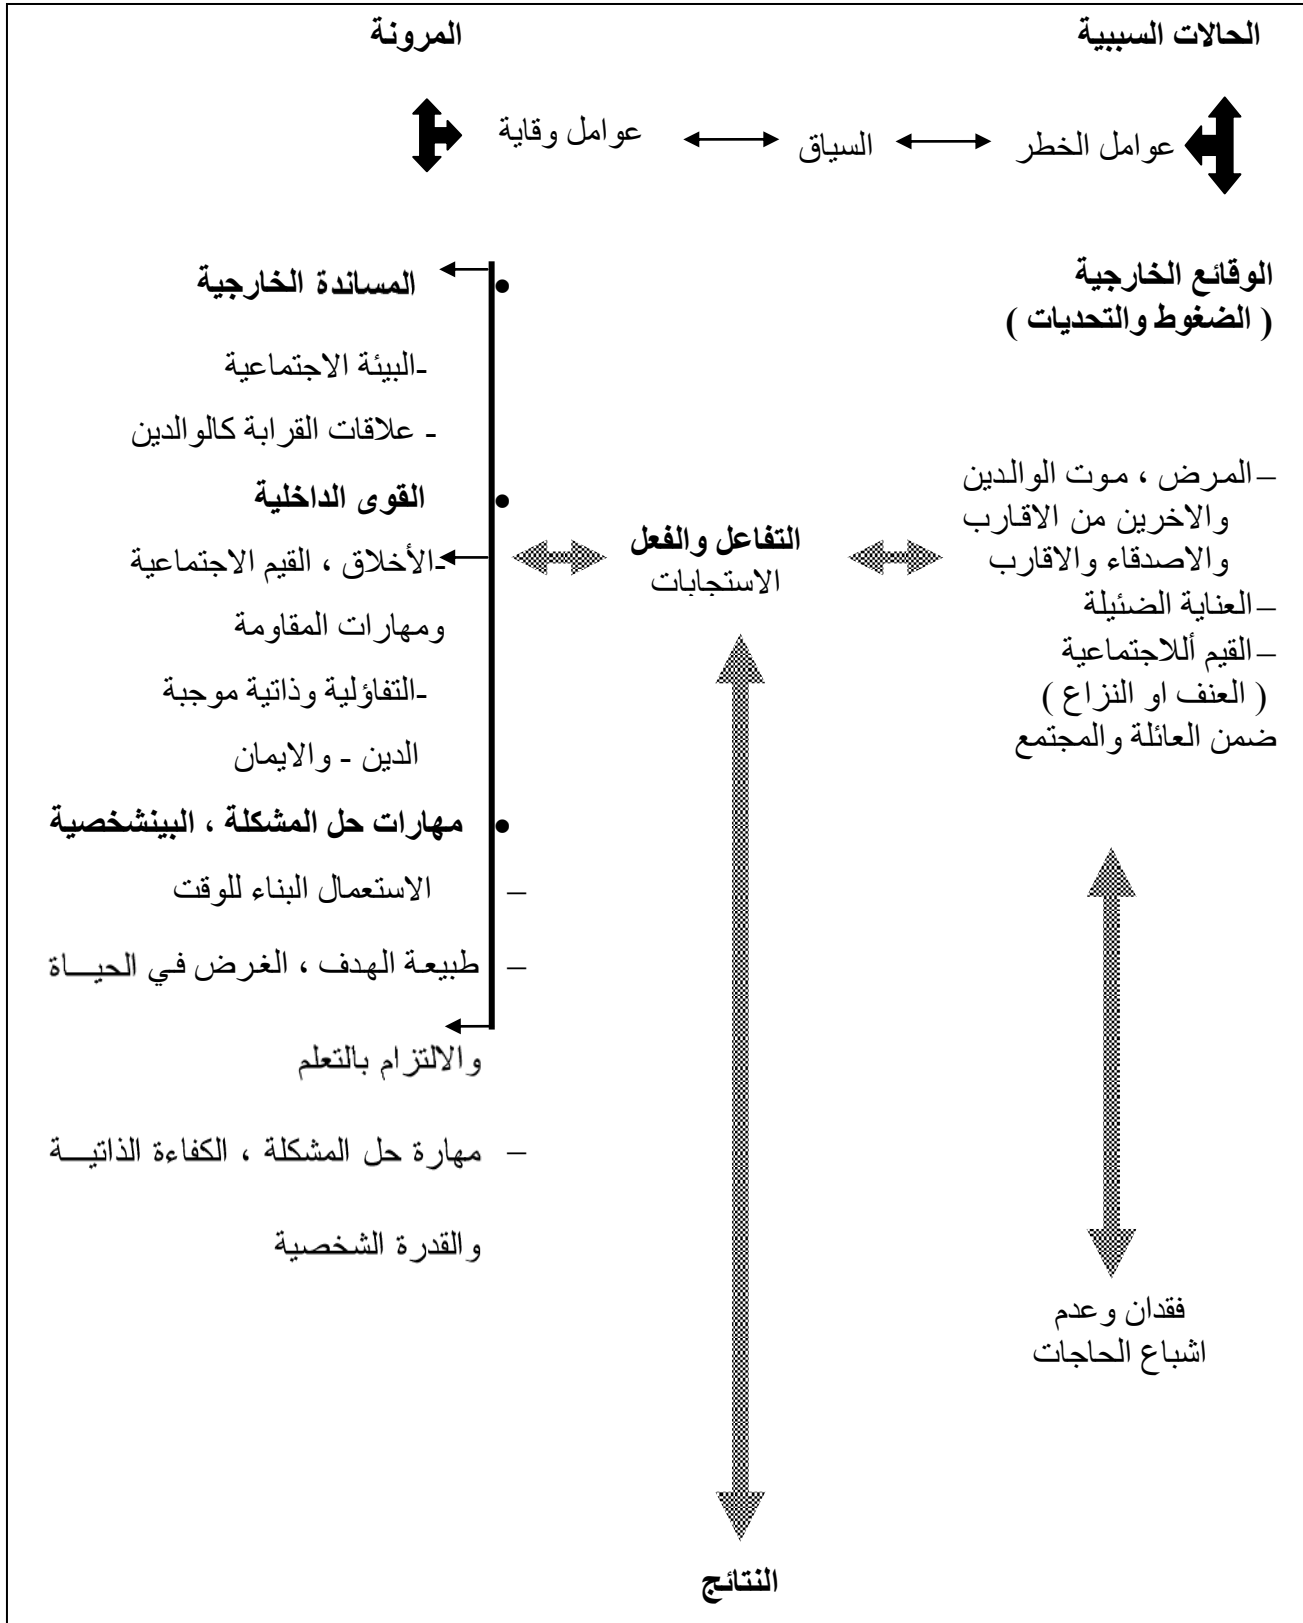 الحالات السببية
المرونة
عوامل الخطر
السياق
عوامل وقاية
الوقائع الخارجية
( الضغوط والتحديات )
– المرض ، موت الوالدين
والاخرين من الاقارب
والاصدقاء والاقارب
– العناية الضئيلة
– القيم أللاجتماعية
( العنف او النزاع )
ضمن العائلة والمجتمع
فقدان وعدم
اشباع الحاجات
التفاعل والفعل
الاستجابات
النتائج
• المساندة الخارجية
-البيئة الاجتماعية
- علاقات القرابة كالوالدين
• القوى الداخلية
-الأخلاق ، القيم الاجتماعية
ومهارات المقاومة
-التفاؤلية وذاتية موجبة
الدين - والايمان
• مهارات حل المشكلة ، البينشخصية
– الاستعمال البناء للوقت
– طبيعة الهدف ، الغرض في الحيـــاة
والالتزام بالتعلم
– مهارة حل المشكلة ، الكفاءة الذاتيـــة
والقدرة الشخصية